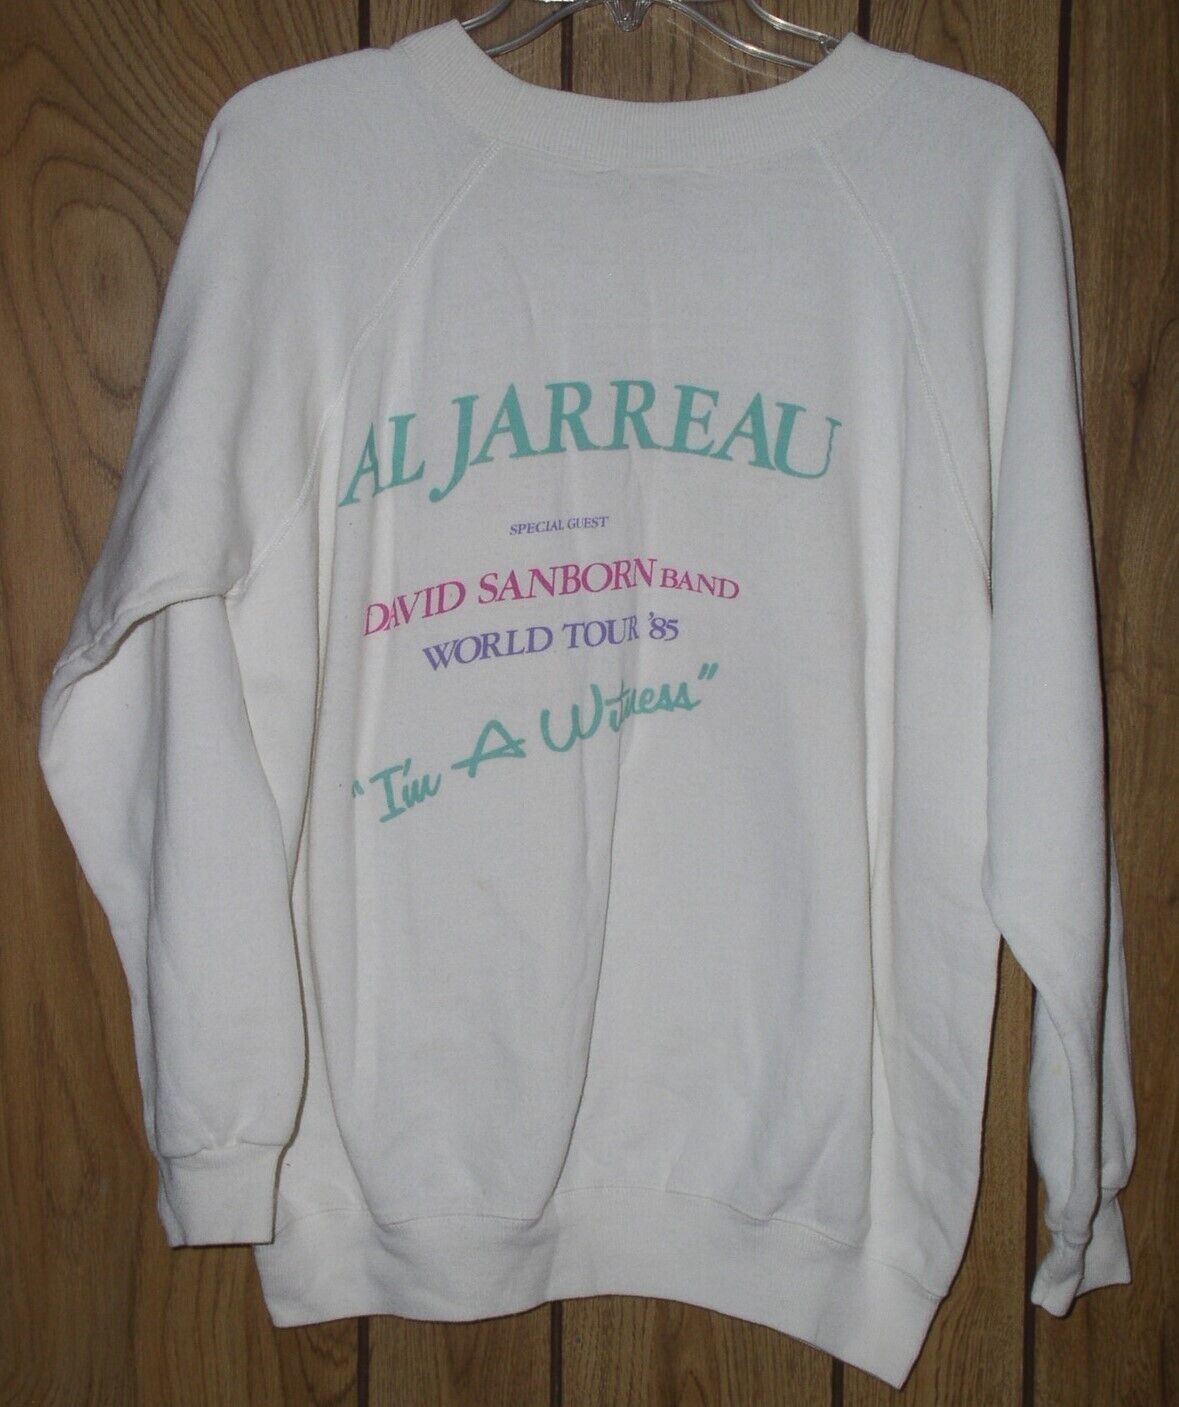 AL JARREAU
SPECIAL GUEST
DAVID SANBORN BAND
WORLD TOUR '85
"I'm A Witness"